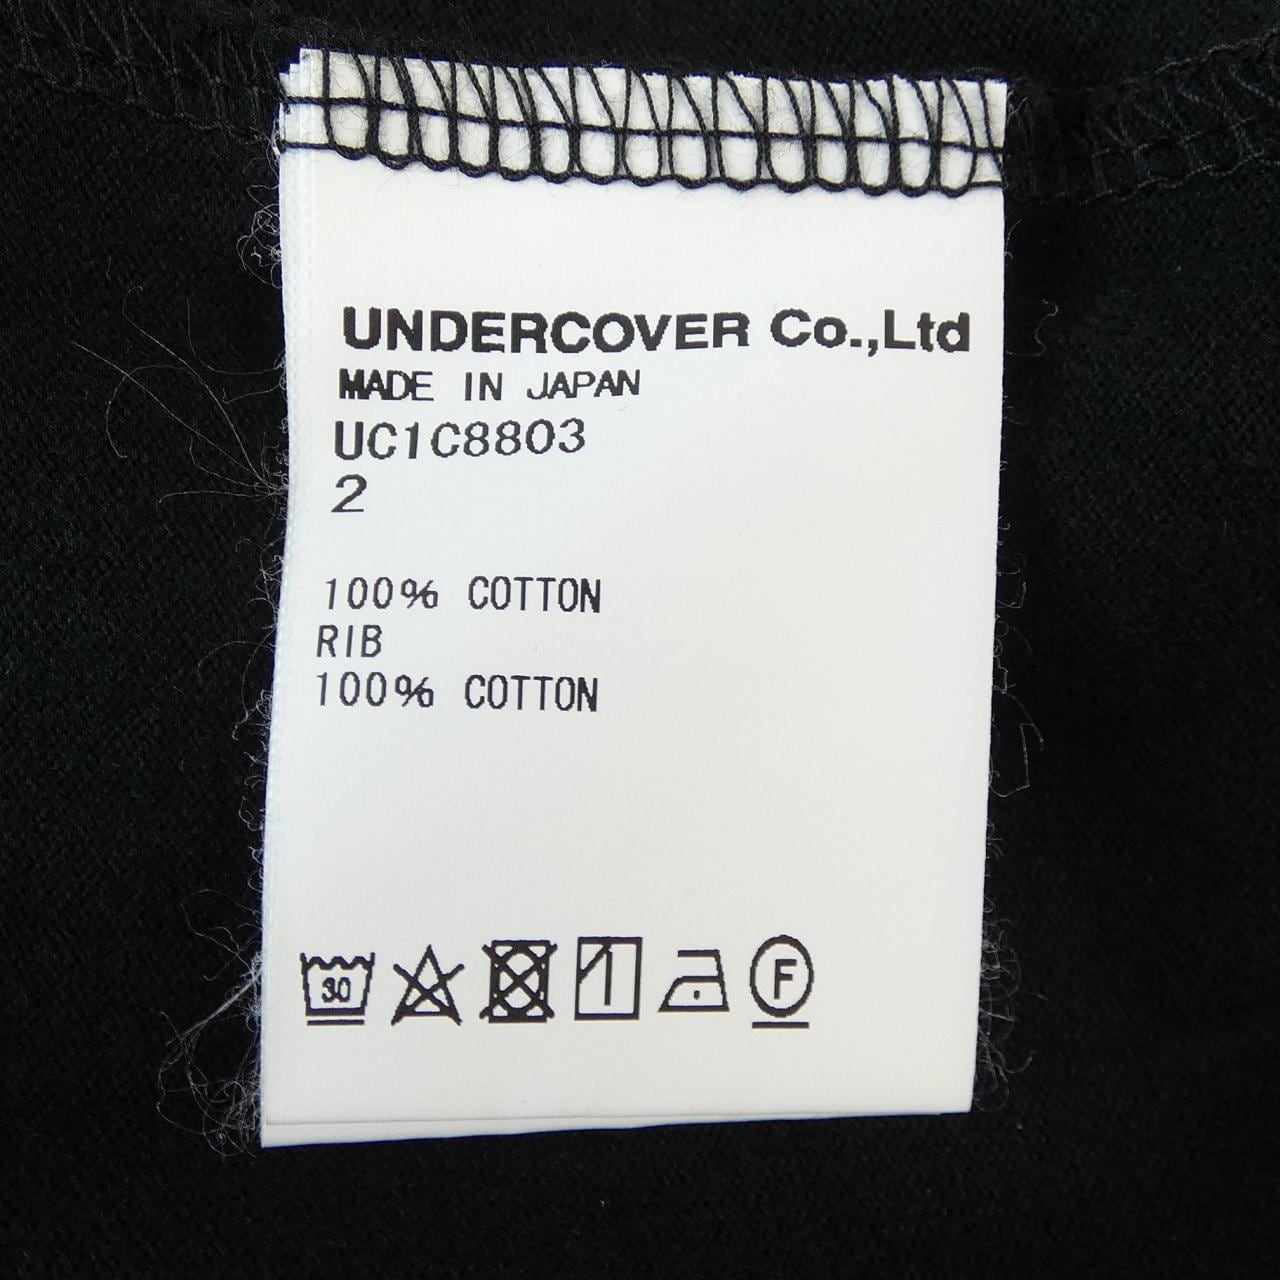 UNDERCOVER Co.,Ltd
MADE IN JAPAN
UC1C8803
2
100% COTTON
RIB
100% COTTON
30
F